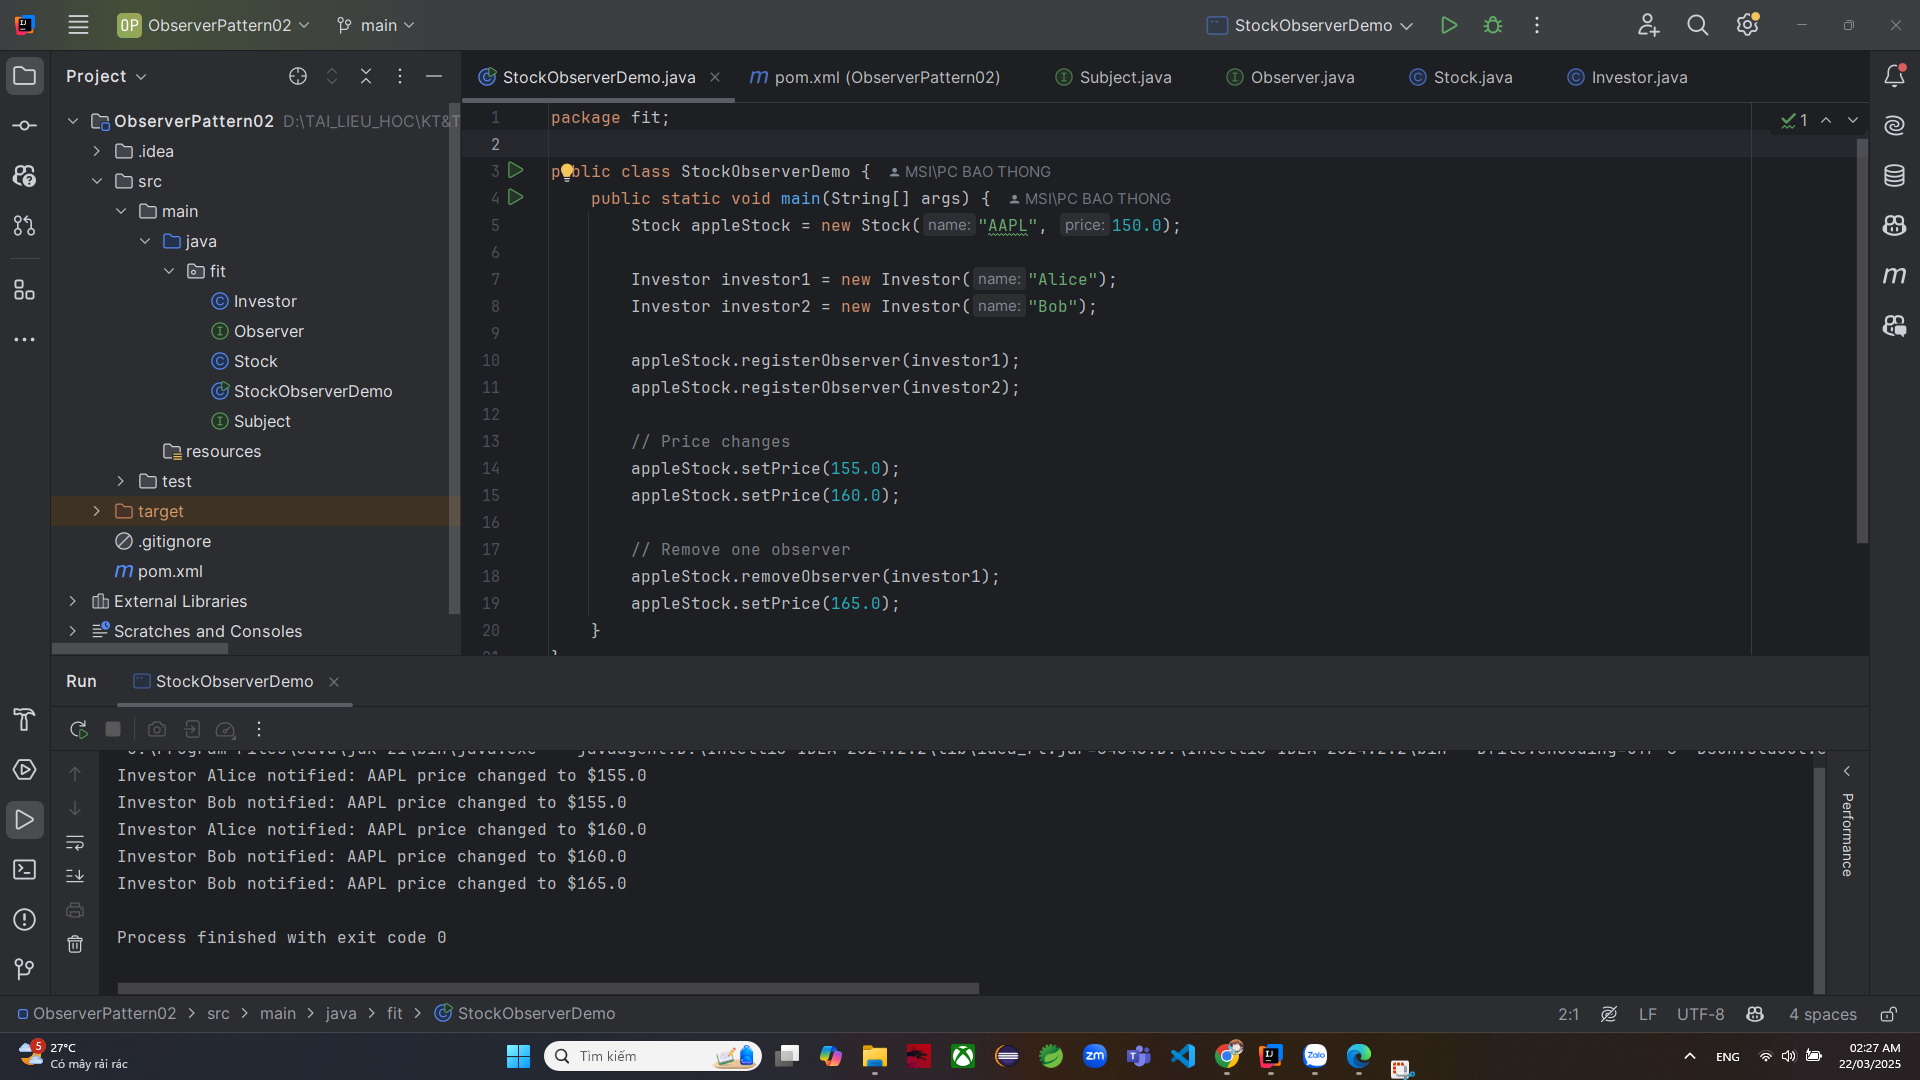 OP ObserverPattern02 main StockObserverDemo
Project
StockObserverDemo.java pom.xml (ObserverPattern02) Subject.java Observer.java Stock.java Investor.java
ObserverPattern02 D:\TAI_LIEU_HOC\KT&T
.idea
src
main
java
fit
Investor
Observer
Stock
StockObserverDemo
Subject
resources
test
target
.gitignore
pom.xml
External Libraries
Scratches and Consoles
1 package fit;
1
2
3 public class StockObserverDemo { MSI\PC BAO THONG
4 public static void main(String[] args) { MSI\PC BAO THONG
5 Stock appleStock = new Stock( name: "AAPL", price: 150.0);
6
7 Investor investor1 = new Investor( name: "Alice");
8 Investor investor2 = new Investor( name: "Bob");
9
10 appleStock.registerObserver(investor1);
11 appleStock.registerObserver(investor2);
12
13 // Price changes
14 appleStock.setPrice(155.0);
15 appleStock.setPrice(160.0);
16
17 // Remove one observer
18 appleStock.removeObserver(investor1);
19 appleStock.setPrice(165.0);
20 }
Run StockObserverDemo
Investor Alice notified: AAPL price changed to $155.0
Investor Bob notified: AAPL price changed to $155.0
Investor Alice notified: AAPL price changed to $160.0
Investor Bob notified: AAPL price changed to $160.0
Investor Bob notified: AAPL price changed to $165.0
Process finished with exit code 0
Performance
ObserverPattern02 > src > main > java > fit > StockObserverDemo
2:1 LF UTF-8 4 spaces
5
27°C
Có mây rải rác
Tìm kiếm
zm
Zalo
ENG
02:27 AM
22/03/2025